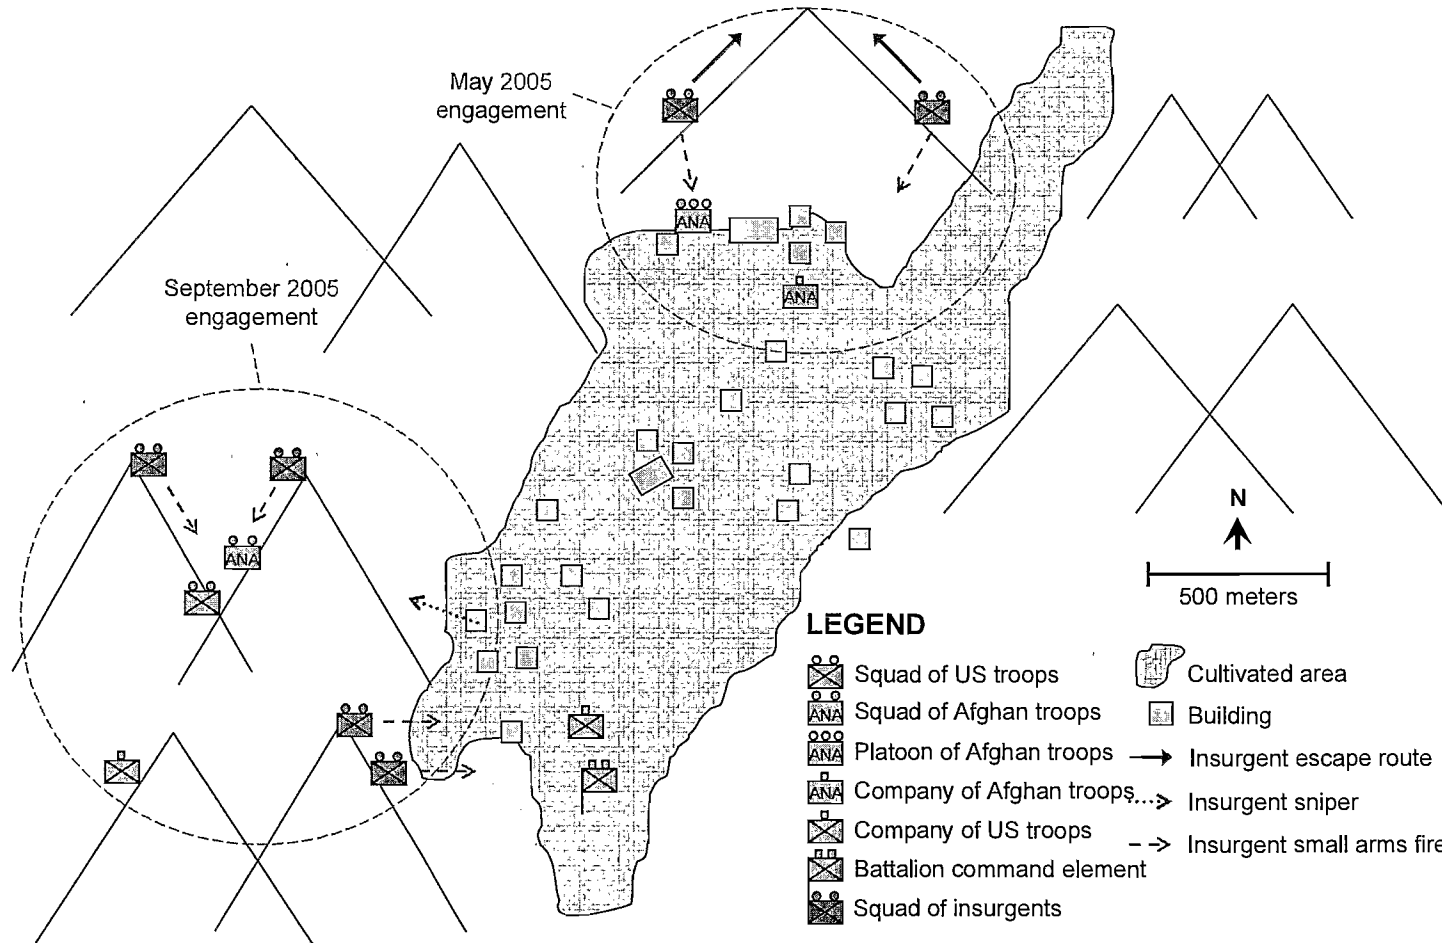 May 2005
engagement
September 2005
engagement
ANA
ANA
ANA
N
500 meters
LEGEND
Squad of US troops
ANA Squad of Afghan troops
ANA Platoon of Afghan troops
ANA Company of Afghan troops
Company of US troops
Battalion command element
Squad of insurgents
Cultivated area
Building
Insurgent escape route
Insurgent sniper
Insurgent small arms fire